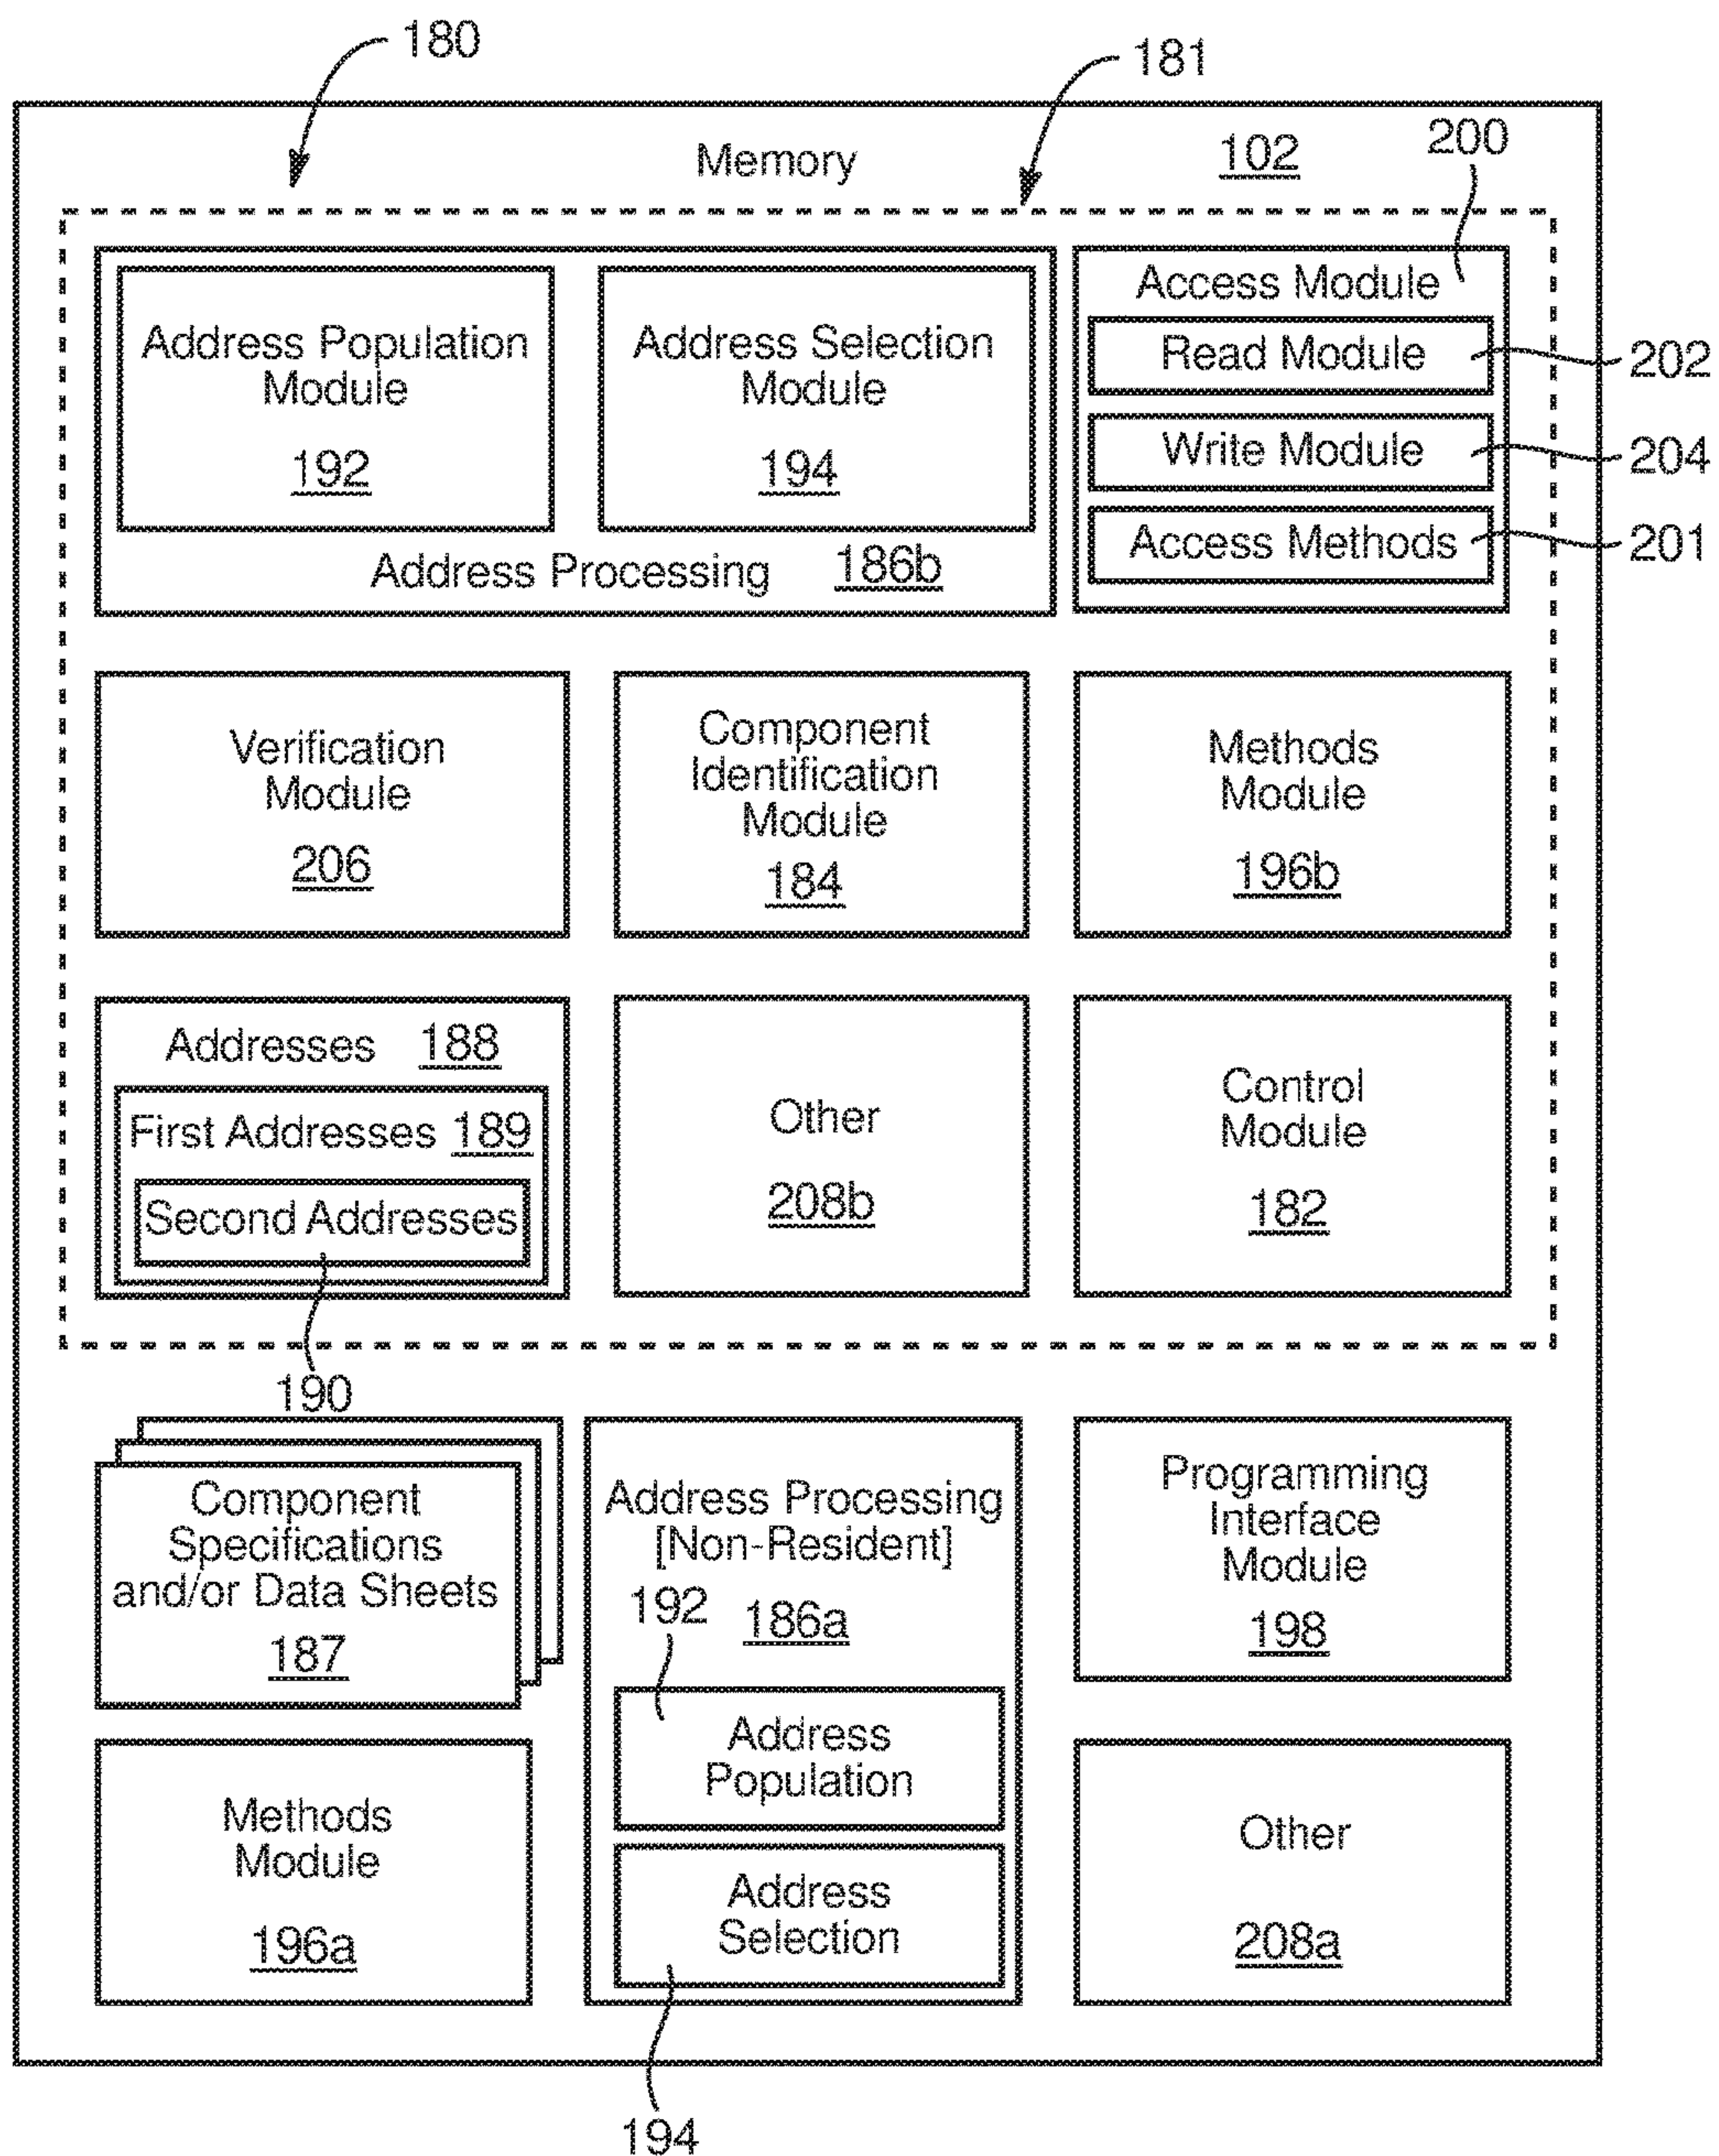 180
181
Memory
102
200
Address Population
Module
192
Address Selection
Module
194
Address Processing
186b
Access Module
Read Module
202
Write Module
204
Access Methods
201
Verification
Module
206
Component
Identification
Module
184
Methods
Module
196b
Addresses 188
First Addresses 189
Second Addresses
190
Other
208b
Control
Module
182
Component
Specifications
and/or Data Sheets
187
Address Processing
[Non-Resident]
192
186a
Address
Population
Address
Selection
194
Programming
Interface
Module
198
Methods
Module
196a
Other
208a